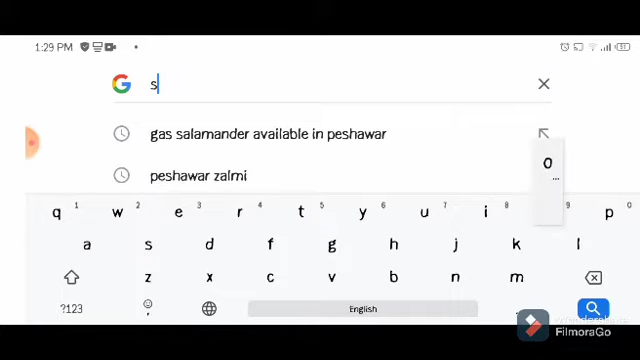 1:29 PM
51
s
gas salamander available in peshawar
peshawar zalmi
o
...
1 2 3 4 5 6 7 8 9 0
q w e r t y u i p
a s d f g h j k l
z x c v b n m
?123 , English .
FilmoraGo